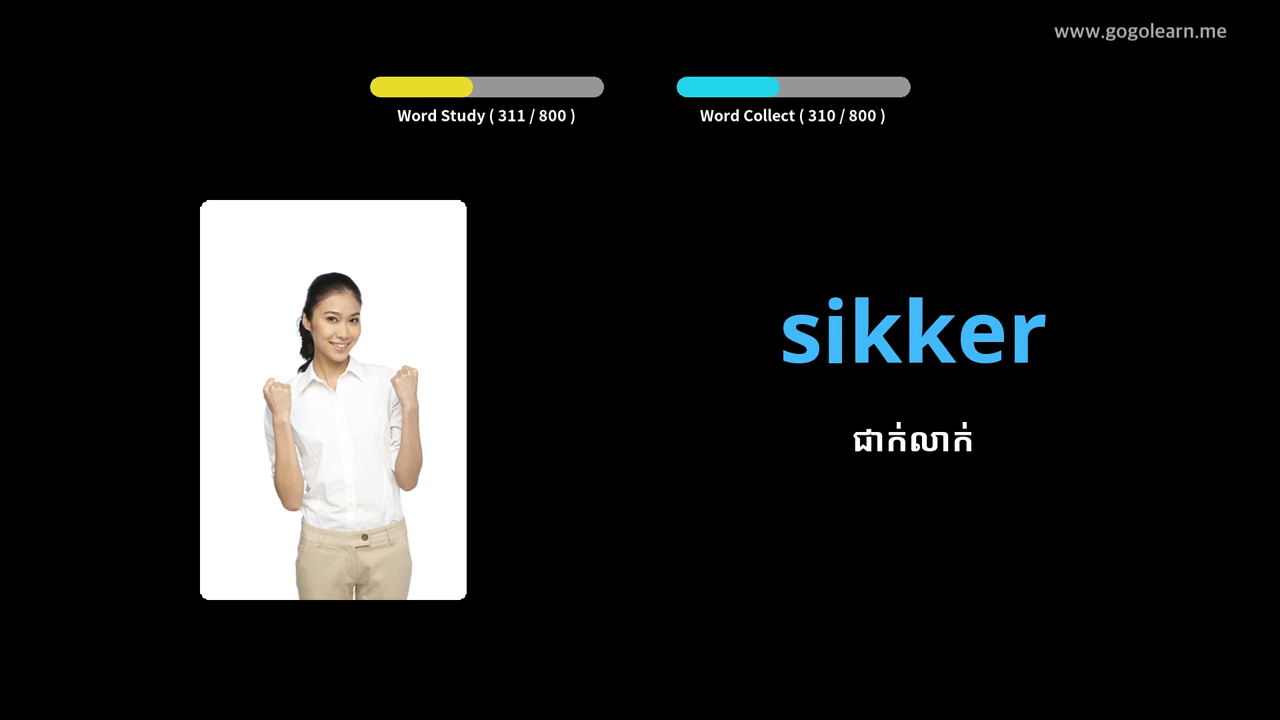 www.gogolearn.me
Word Study ( 311 / 800 )
Word Collect ( 310 / 800 )
sikker
ជាក់លាក់